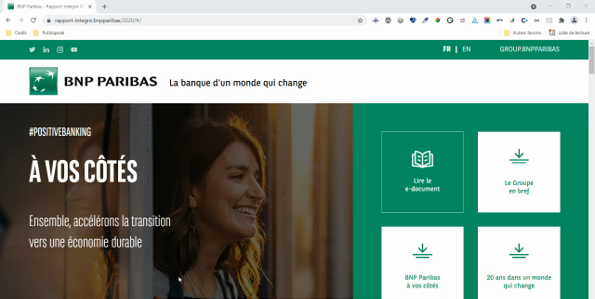 BNP Paribas - Rapport intégré 2
rapport-integre.bnpparibas/2020/fr/
Outils
Publispeak
Autres favoris
Liste de lecture
FR | EN
GROUP.BNPPARIBAS
BNP PARIBAS
La banque d'un monde qui change
#POSITIVEBANKING
À VOS CÔTÉS
Ensemble, accélérons la transition
vers une économie durable
Lire le
e-document
Le Groupe
en bref
BNP Paribas
à vos côtés
20 ans dans un monde
qui change